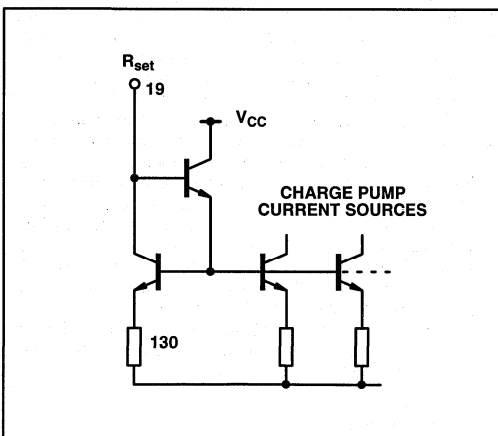 Rset
19
VCC
CHARGE PUMP
CURRENT SOURCES
130